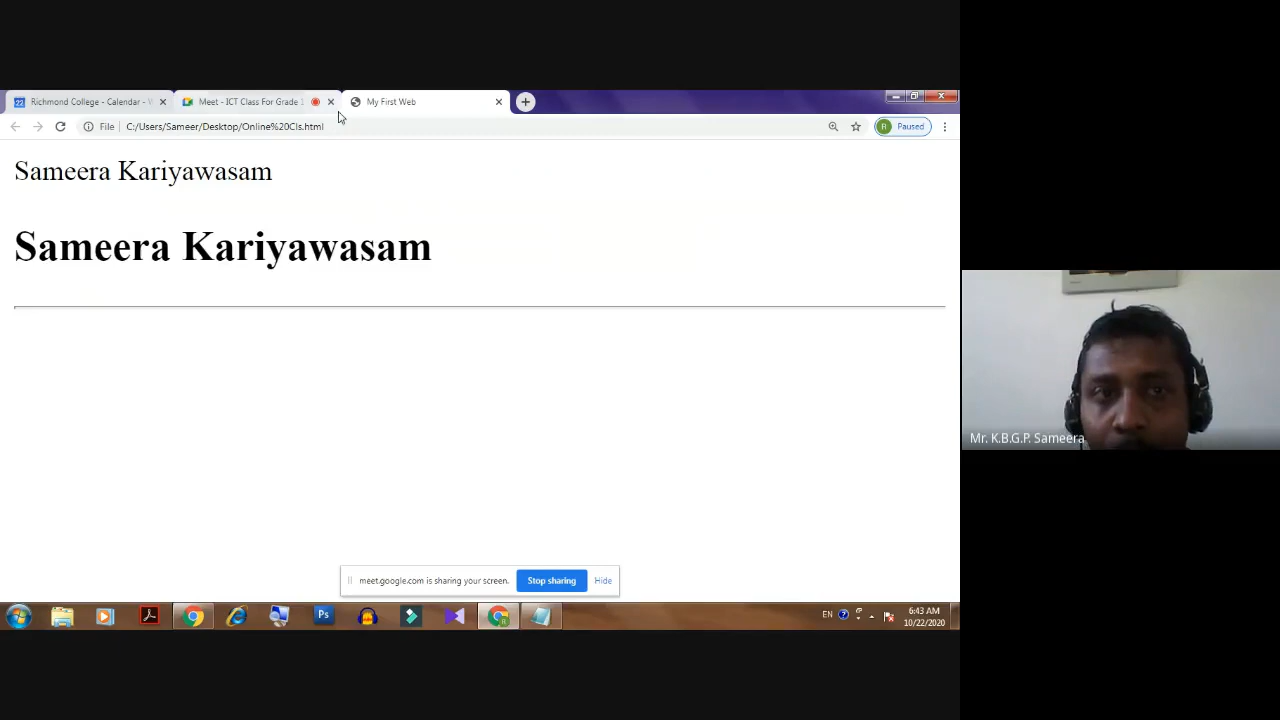 Richmond College - Calendar - W
Meet - ICT Class For Grade 1
My First Web
File
C:/Users/Sameer/Desktop/Online%20Cls.html
R
Paused
Sameera Kariyawasam
Sameera Kariyawasam
Mr. K.B.G.P. Sameera
meet.google.com is sharing your screen.
Stop sharing
Hide
Ps
EN
6:43 AM
10/22/2020